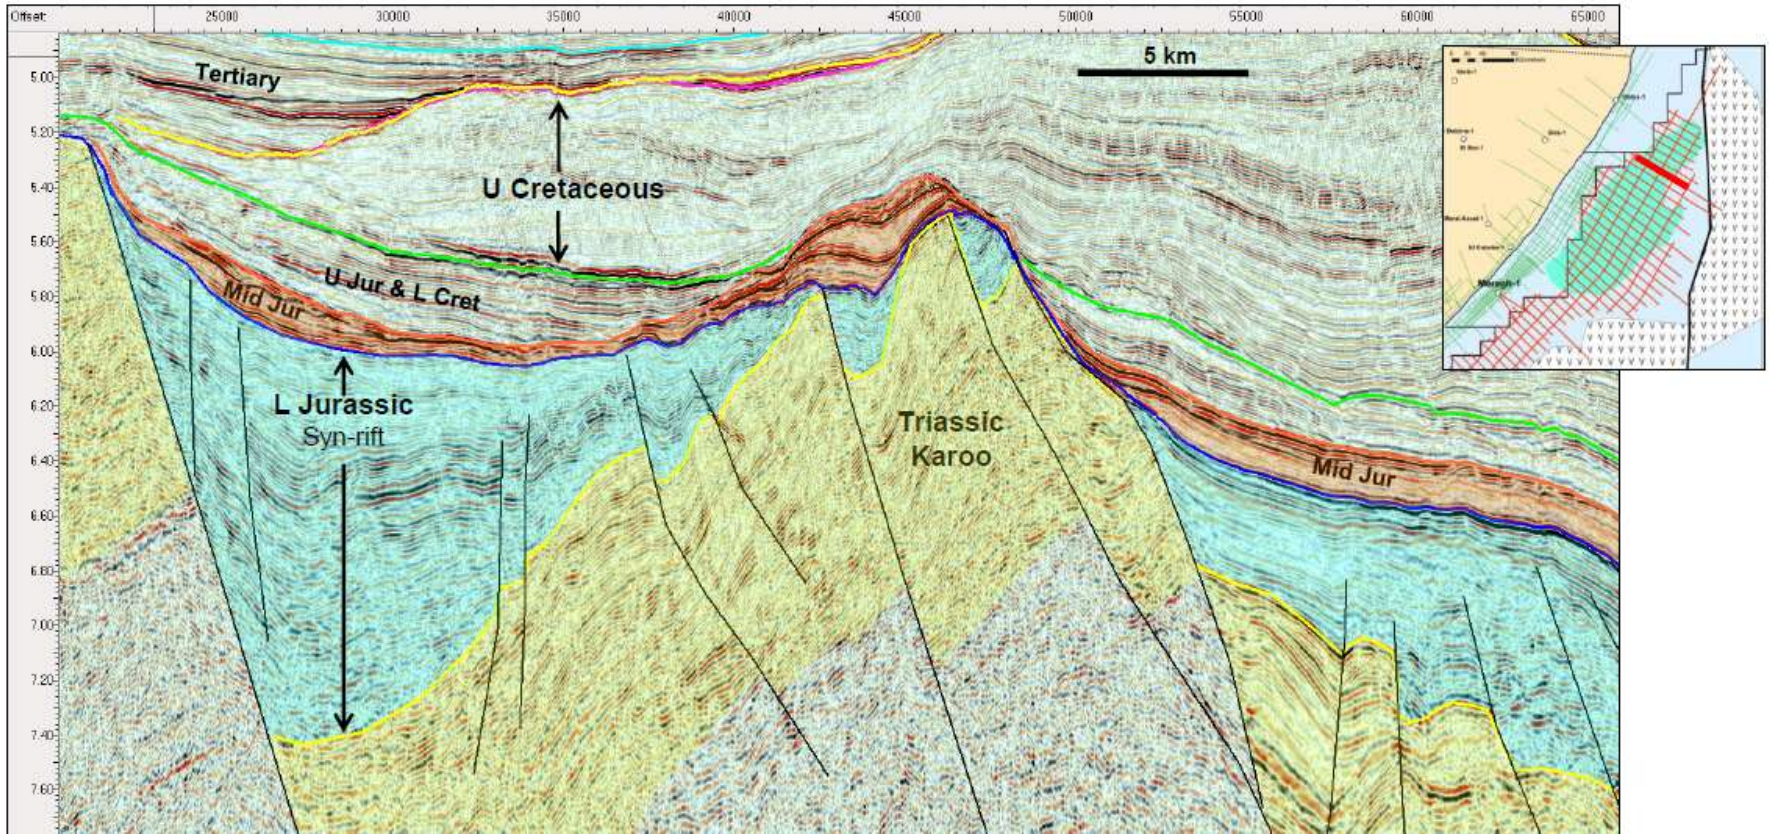 Offset:
25000 30000 35000 40000 45000 50000 55000 60000 65000
5.00
5.20
5.40
5.60
5.80
6.00
6.20
6.40
6.60
6.80
7.00
7.20
7.40
7.60
Tertiary
5 km
U Cretaceous
U Jur & L Cret
Mid Jur
L Jurassic
Syn-rift
Triassic
Karoo
Mid Jur